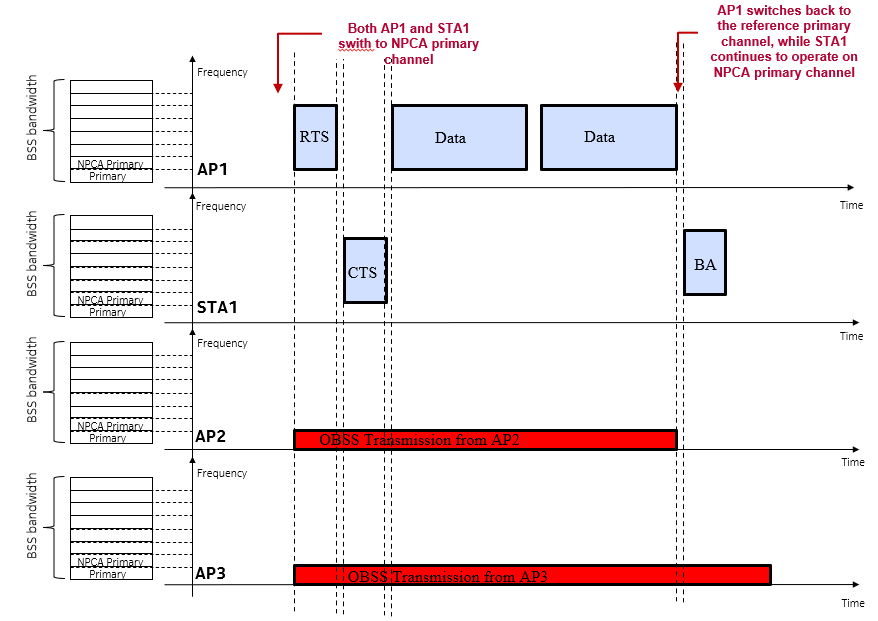 Both AP1 and STA1
swith to NPCA primary
channel
AP1 switches back to
the reference primary
channel, while STA1
continues to operate on
NPCA primary channel
BSS bandwidth
NPCA Primary
Primary
Frequency
AP1
RTS
Data
Data
Time
BSS bandwidth
NPCA Primary
Primary
Frequency
STA1
CTS
BA
Time
BSS bandwidth
NPCA Primary
Primary
Frequency
AP2
OBSS Transmission from AP2
Time
BSS bandwidth
NPCA Primary
Primary
Frequency
AP3
OBSS Transmission from AP3
Time